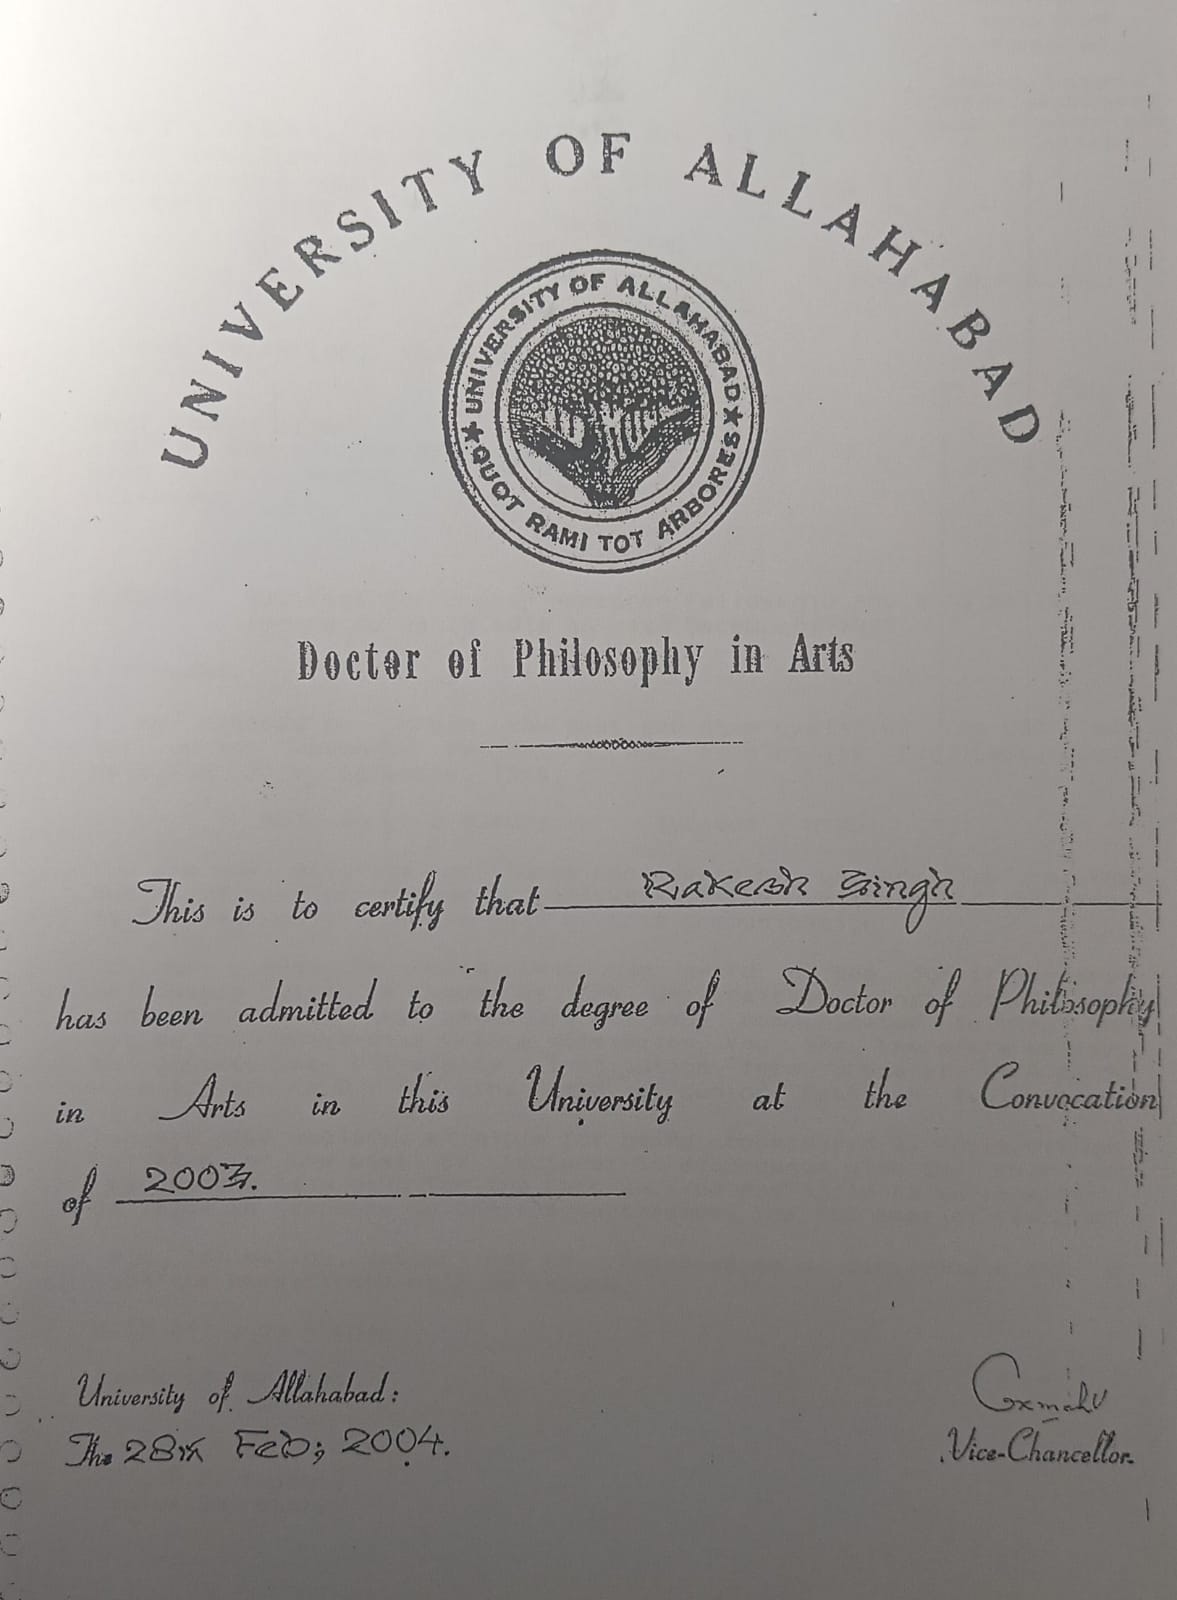 UNIVERSITY OF ALLAHABAD
UNIVERSITY OF ALLAHABAD
QUOT RAMI TOT ARBORES
Doctor of Philosophy in Arts
This is to certify that Rakesh Singh
has been admitted to the degree of Doctor of Philosophy
in Arts in this University at the Convocation
of 2003.
University of Allahabad:
The 28th Feb; 2004.
Vice-Chancellor.